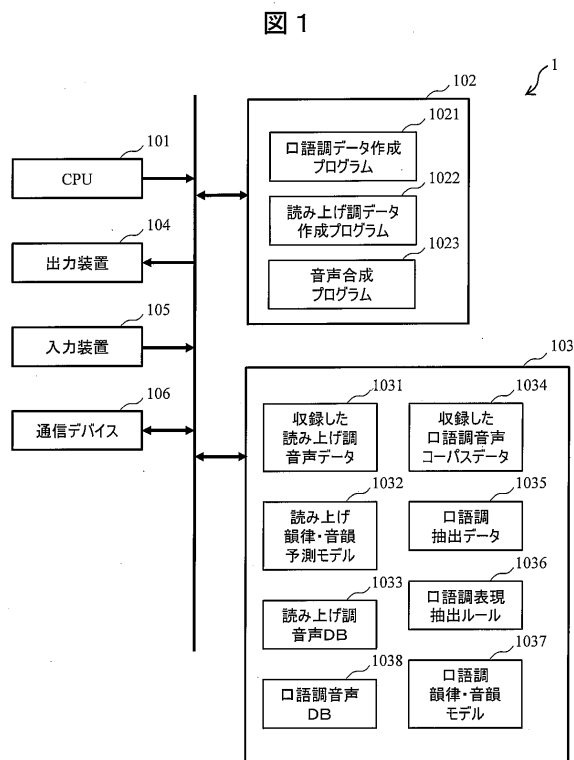 図1
1
102
1021
口語調データ作成
プログラム
1022
読み上げ調データ
作成プログラム
1023
音声合成
プログラム
101
CPU
104
出力装置
105
入力装置
106
通信デバイス
103
1031
収録した
読み上げ調
音声データ
1034
収録した
口語調音声
コーパスデータ
1032
読み上げ
韻律・音韻
予測モデル
1035
口語調
抽出データ
1033
読み上げ調
音声DB
1036
口語調表現
抽出ルール
1038
口語調音声
DB
1037
口語調
韻律・音韻
モデル